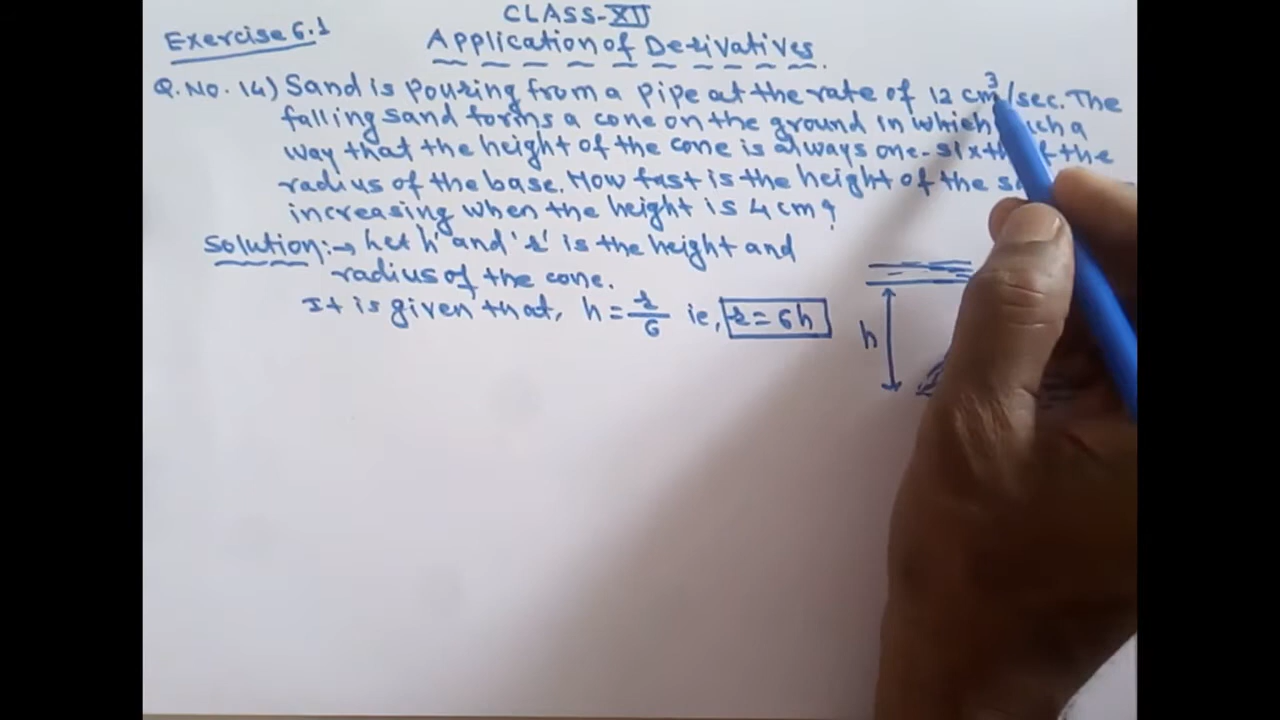 CLASS-XII
Exercise 6.1
Application of Derivatives.
Q. No. 14) Sand is pouring from a pipe at the rate of 12 cm³/sec. The
falling sand forms a cone on the ground in which a
way that the height of the cone is always one-sixth the
radius of the base. How fast is the height of the
increasing when the height is 4 cm?
Solution:→ Let 'h' and 'r' is the height and
radius of the cone.
It is given that, h = r/6 ie, r = 6h
h